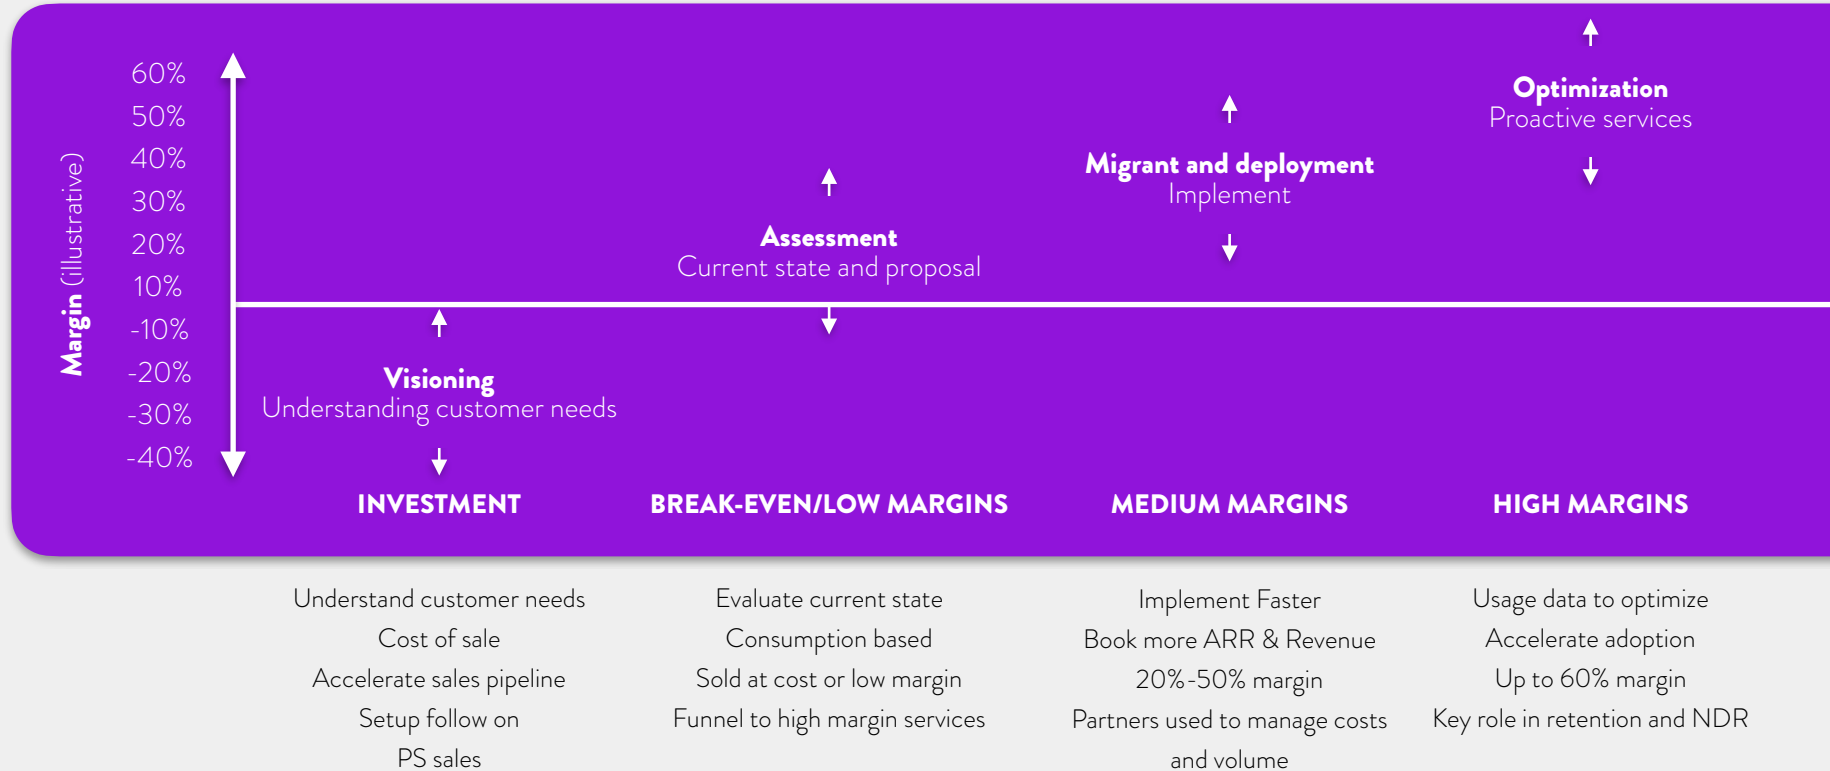 Margin (illustrative)
60%
50%
40%
30%
20%
10%
-10%
-20%
-30%
-40%
Visioning
Understanding customer needs
INVESTMENT
Understand customer needs
Cost of sale
Accelerate sales pipeline
Setup follow on
PS sales
Assessment
Current state and proposal
BREAK-EVEN/LOW MARGINS
Evaluate current state
Consumption based
Sold at cost or low margin
Funnel to high margin services
Migrant and deployment
Implement
MEDIUM MARGINS
Implement Faster
Book more ARR & Revenue
20%-50% margin
Partners used to manage costs
and volume
Optimization
Proactive services
HIGH MARGINS
Usage data to optimize
Accelerate adoption
Up to 60% margin
Key role in retention and NDR